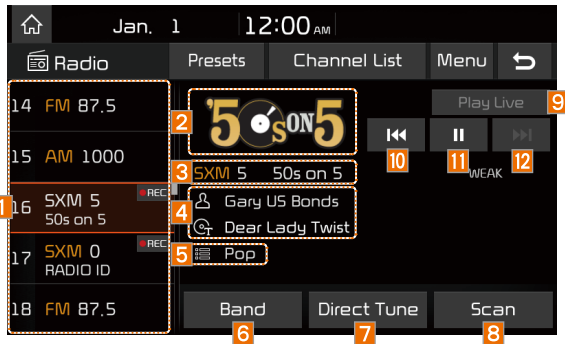 Jan. 1 12:00 AM
Radio Presets Channel List Menu
14 FM 87.5
15 AM 1000
1
16 SXM 5 REC
50s on 5
17 SXM 0 REC
RADIO ID
18 FM 87.5
2
'50sON5
3
SXM 5 50s on 5
4
Gary US Bonds
Dear Lady Twist
5
Pop
Play Live 9
10 11 12
WEAK
Band Direct Tune Scan
6 7 8